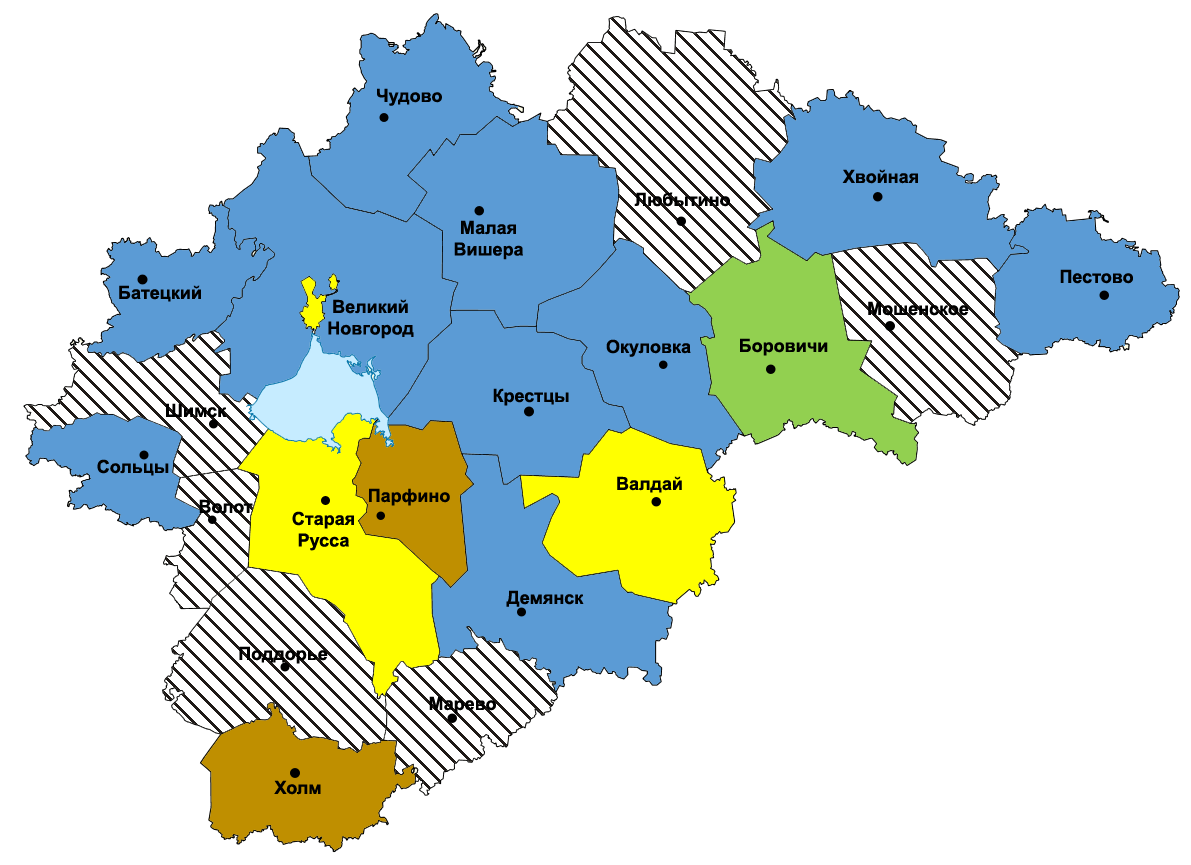 Чудово
Хвойная
Любытино
Малая
Вишера
Пестово
Батецкий
Великий
Новгород
Мошенское
Окуловка
Боровичи
Крестцы
Шимск
Сольцы
Валдай
Парфино
Волот
Старая
Русса
Демянск
Поддорье
Марево
Холм